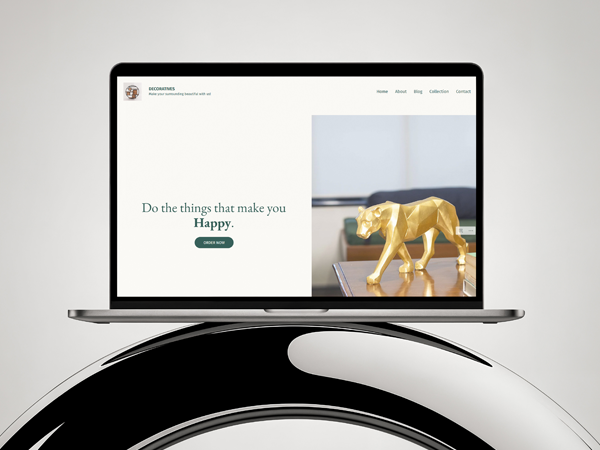 DECORATIVES
Make your surrounding beautiful with us!
Home About Blog Collection Contact
Do the things that make you
Happy.
ORDER NOW